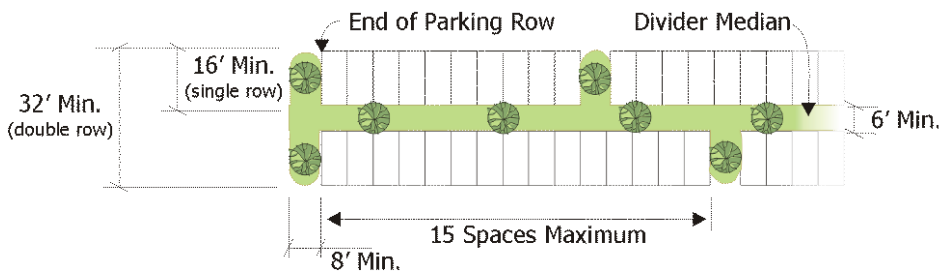 End of Parking Row
Divider Median
16' Min.
(single row)
32' Min.
(double row)
6' Min.
15 Spaces Maximum
8' Min.